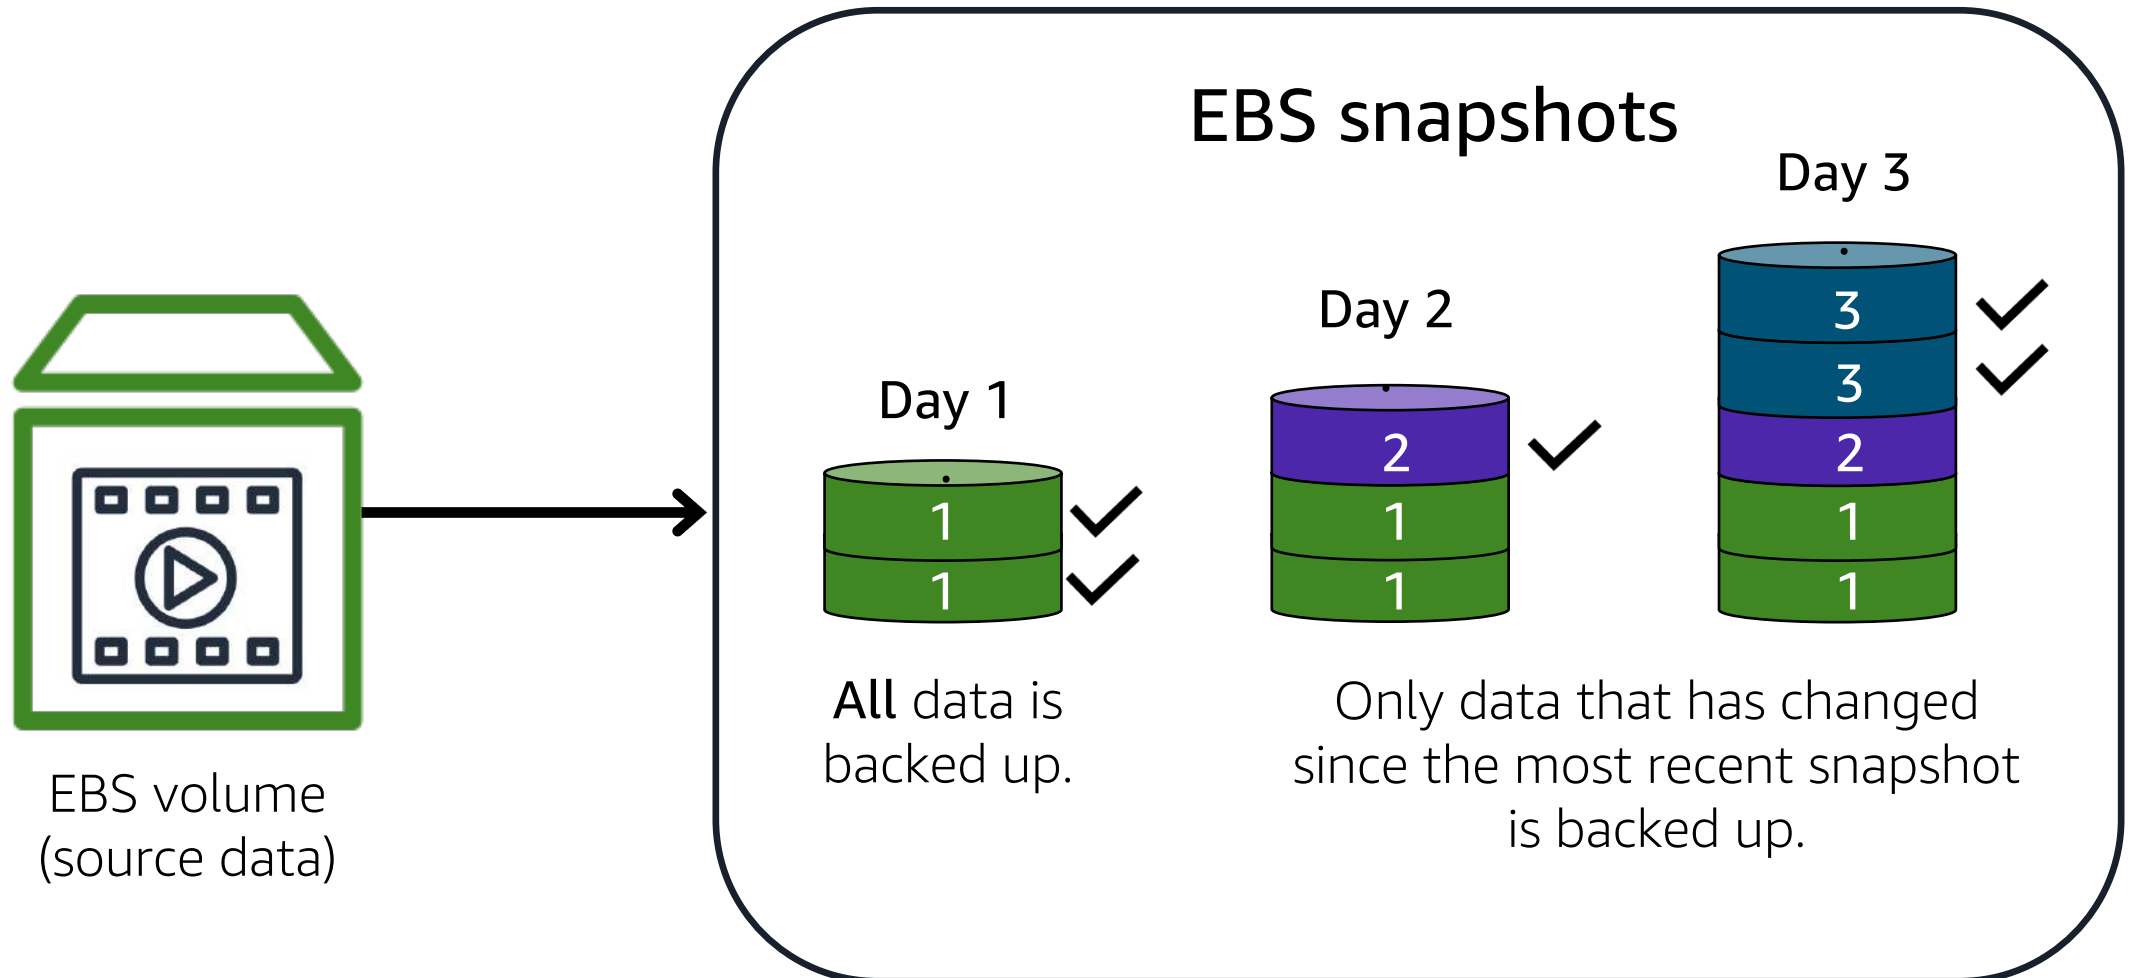 EBS snapshots
Day 1
1
1
All data is
backed up.
Day 2
2
1
1
Day 3
3
3
2
1
1
Only data that has changed
since the most recent snapshot
is backed up.
EBS volume
(source data)